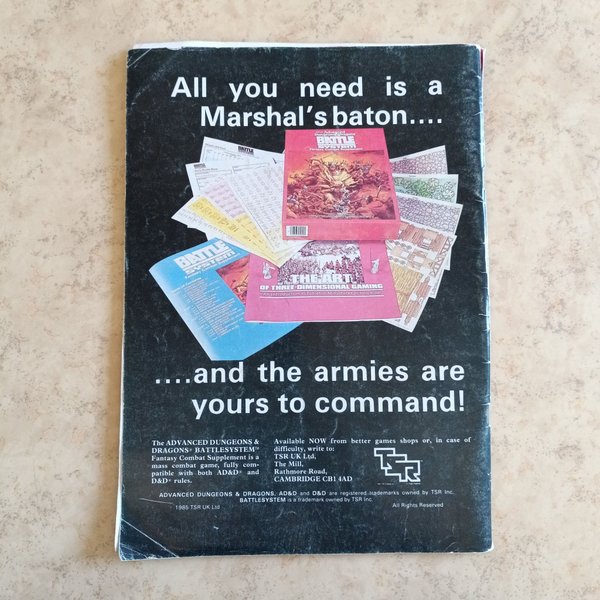 All you need is a
Marshal's baton....
BATTLE
SYSTEM
BATTLE
SYSTEM
THE ART
OF THREE-DIMENSIONAL GAMING
....and the armies are
yours to command!
The ADVANCED DUNGEONS &
DRAGONS® BATTLESYSTEM™
Fantasy Combat Supplement is a
mass combat game, fully com-
patible with both AD&D® and
D&D® rules.
Available NOW from better games shops or, in case of
difficulty, write to:
TSR UK Ltd,
The Mill,
Rathmore Road,
CAMBRIDGE CB1 4AD
TSR
ADVANCED DUNGEONS & DRAGONS, AD&D and D&D are registered trademarks owned by TSR Inc.
BATTLESYSTEM is a trademark owned by TSR Inc.
1985 TSR UK Ltd
All Rights Reserved